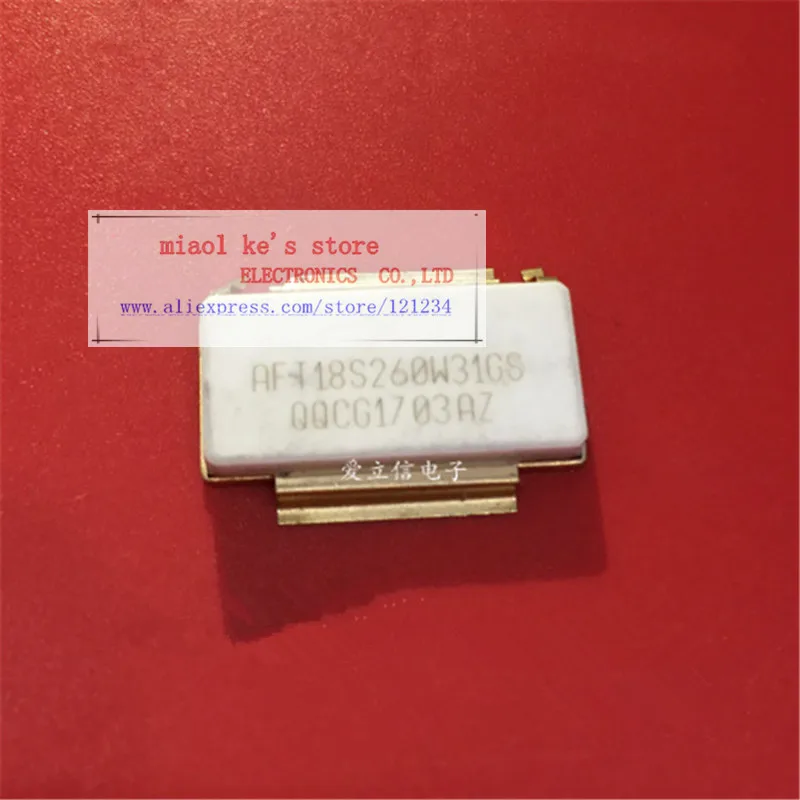 miaol ke's store
ELECTRONICS CO.,LTD
www.aliexpress.com/store/121234
AFT18S260W31GS
QQCG1703AZ
爱立信电子